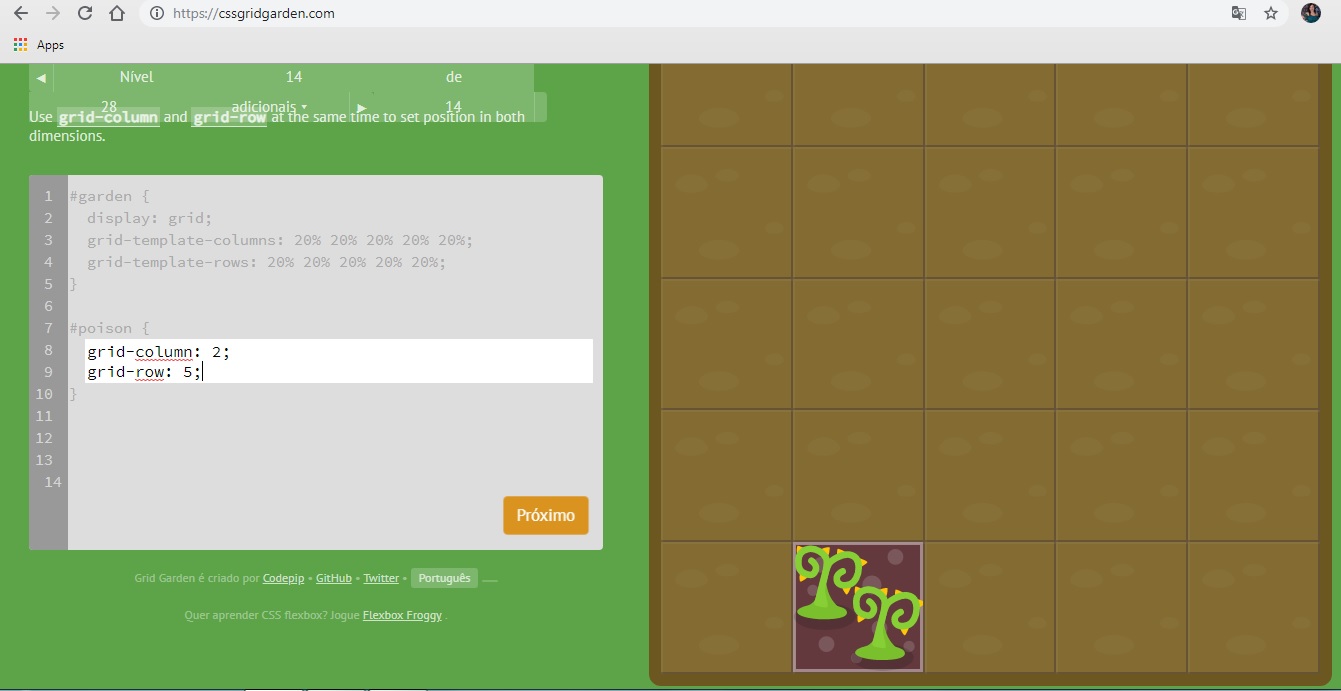 https://cssgridgarden.com
Apps
◀ Nível 14 de
28 adicionais ▾ ▶ 14
Use grid-column and grid-row at the same time to set position in both
dimensions.
1 #garden {
2 display: grid;
3 grid-template-columns: 20% 20% 20% 20% 20%;
4 grid-template-rows: 20% 20% 20% 20% 20%;
5 }
6
7 #poison {
8 grid-column: 2;
9 grid-row: 5;
10 }
11
12
13
14
Próximo
Grid Garden é criado por Codepip • GitHub • Twitter • Português
Quer aprender CSS flexbox? Jogue Flexbox Froggy .